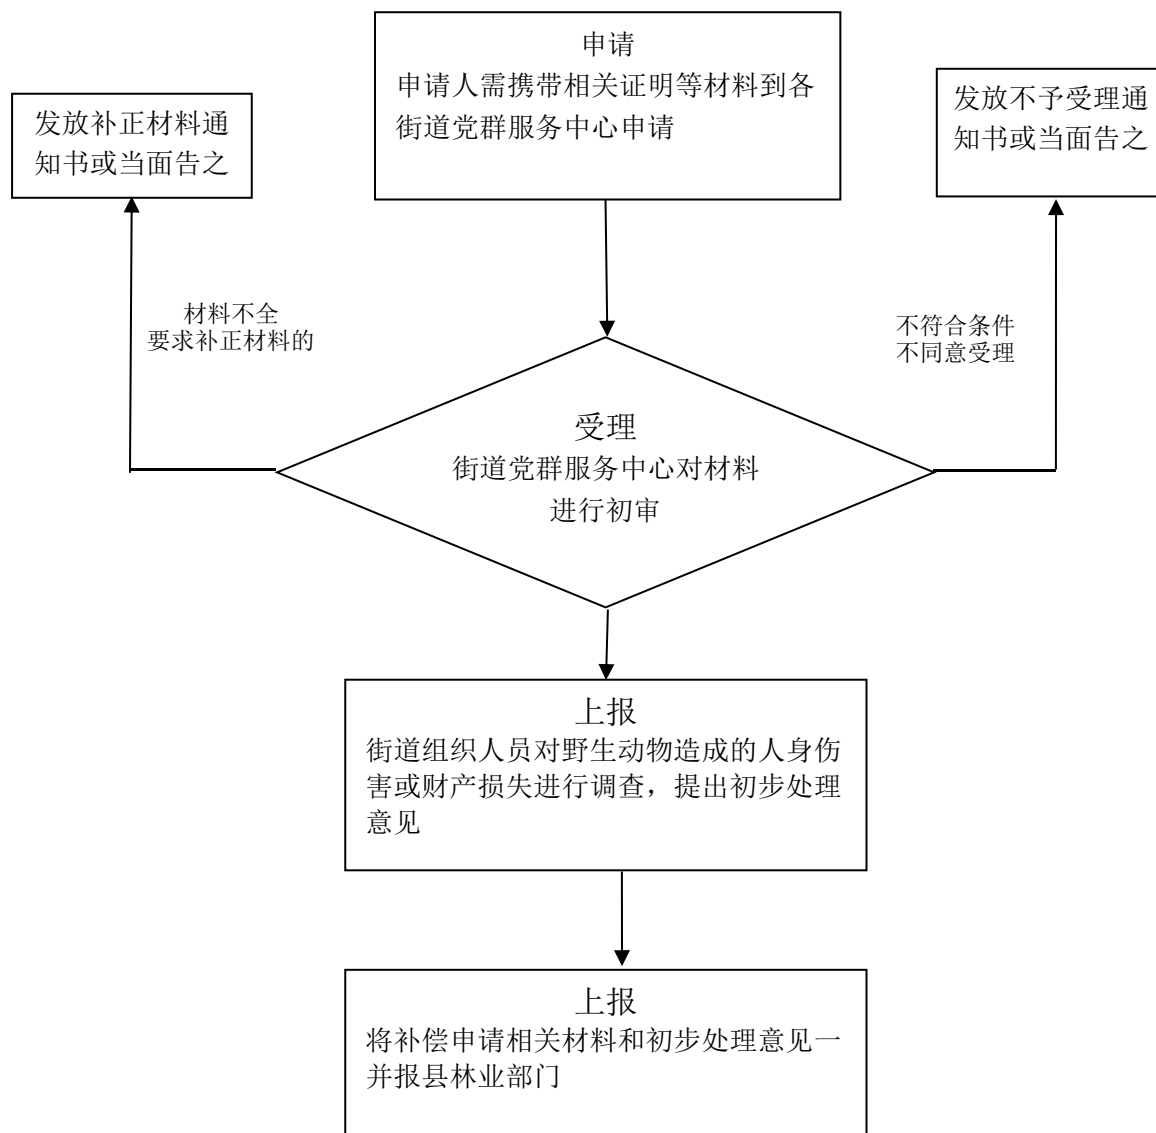 申请
申请人需携带相关证明等材料到各
街道党群服务中心申请
发放补正材料通
知书或当面告之
发放不予受理通
知书或当面告之
材料不全
要求补正材料的
不符合条件
不同意受理
受理
街道党群服务中心对材料
进行初审
上报
街道组织人员对野生动物造成的人身伤
害或财产损失进行调查，提出初步处理
意见
上报
将补偿申请相关材料和初步处理意见一
并报县林业部门